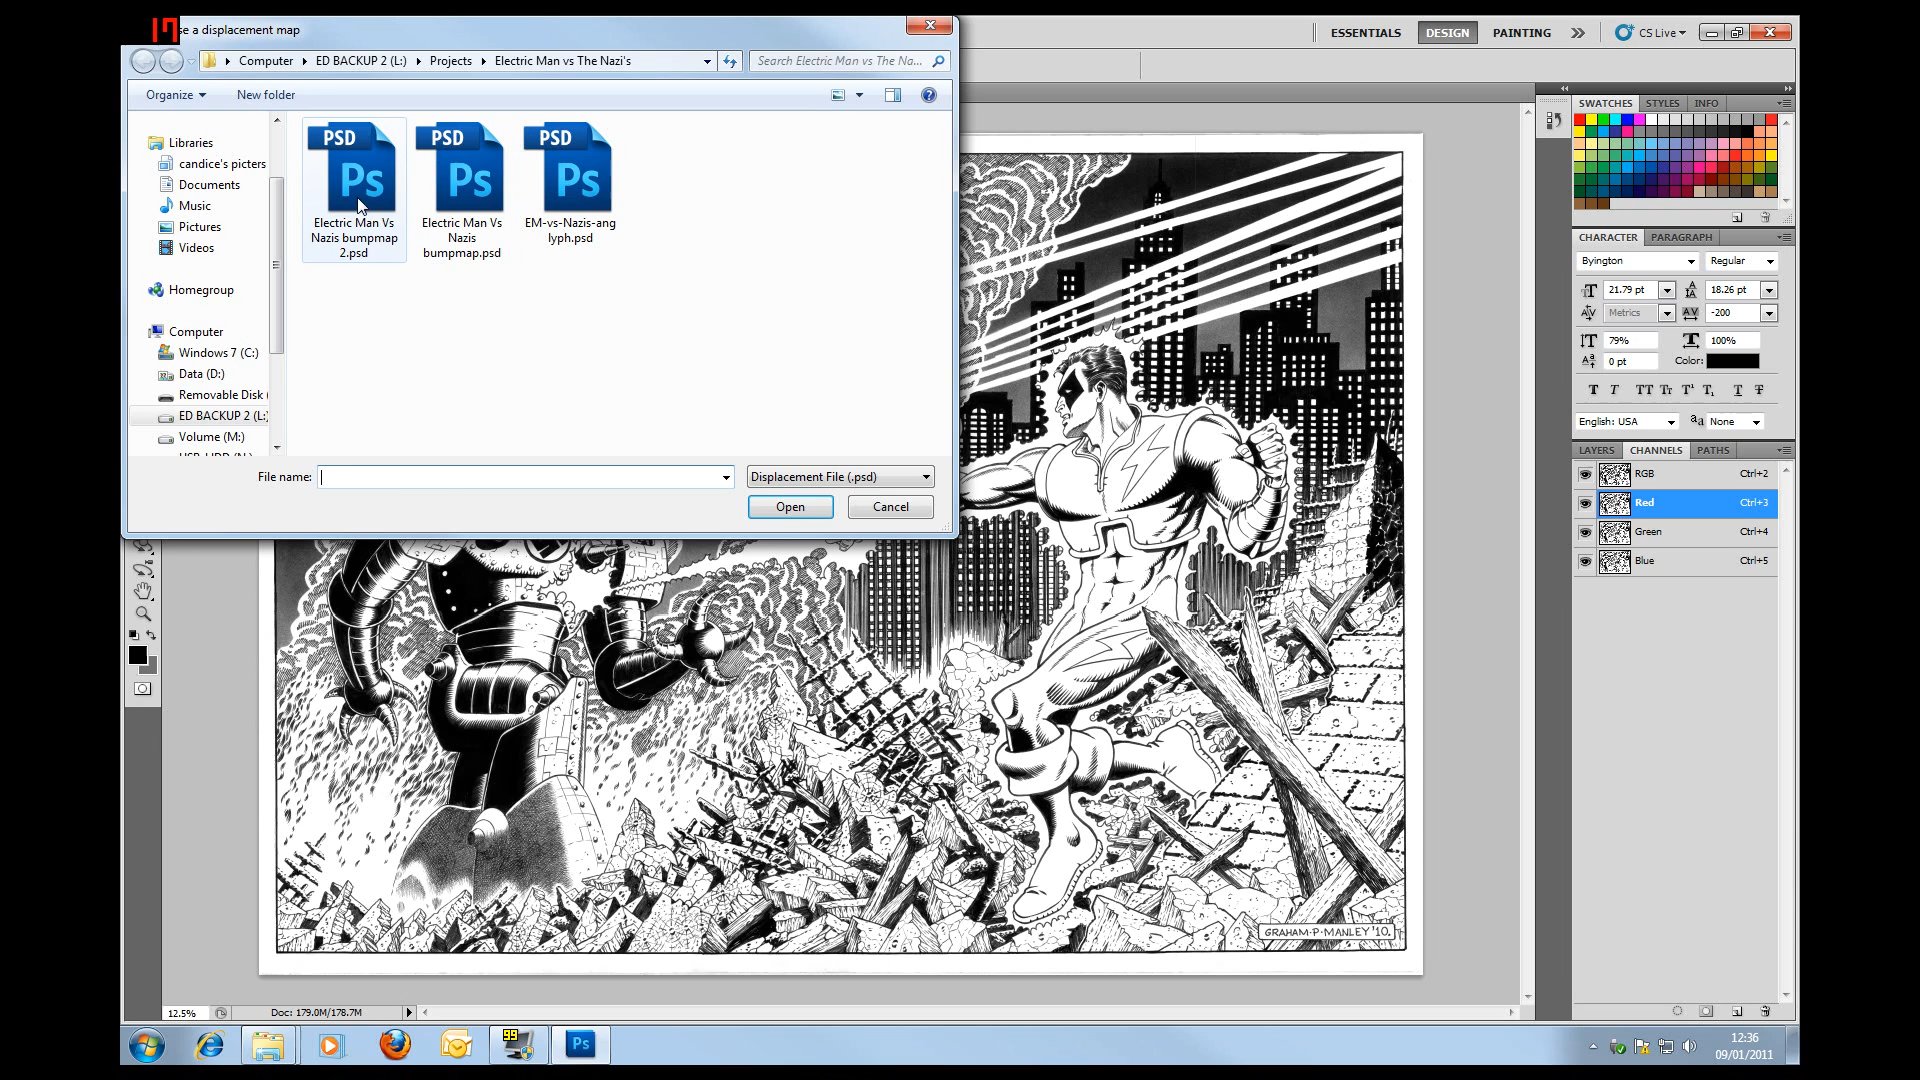 17
se a displacement map
Computer ED BACKUP 2 (L:) Projects Electric Man vs The Nazi's
Search Electric Man vs The Na...
Organize New folder
Libraries
candice's picters
Documents
Music
Pictures
Videos
Homegroup
Computer
Windows 7 (C:)
Data (D:)
Removable Disk
ED BACKUP 2 (L:)
Volume (M:)
PSD
Ps
Electric Man Vs
Nazis bumpmap
2.psd
PSD
Ps
Electric Man Vs
Nazis
bumpmap.psd
PSD
Ps
EM-vs-Nazis-ang
lyph.psd
File name:
Displacement File (.psd)
Open Cancel
ESSENTIALS DESIGN PAINTING CS Live
SWATCHES STYLES INFO
CHARACTER PARAGRAPH
Byington Regular
21.79 pt 18.26 pt
Metrics -200
79% 100%
0 pt Color:
English: USA aa None
LAYERS CHANNELS PATHS
RGB Ctrl+2
Red Ctrl+3
Green Ctrl+4
Blue Ctrl+5
GRAHAM·P·MANLEY '10.
12.5% Doc: 179.0M/178.7M
99
Ps
12:36
09/01/2011